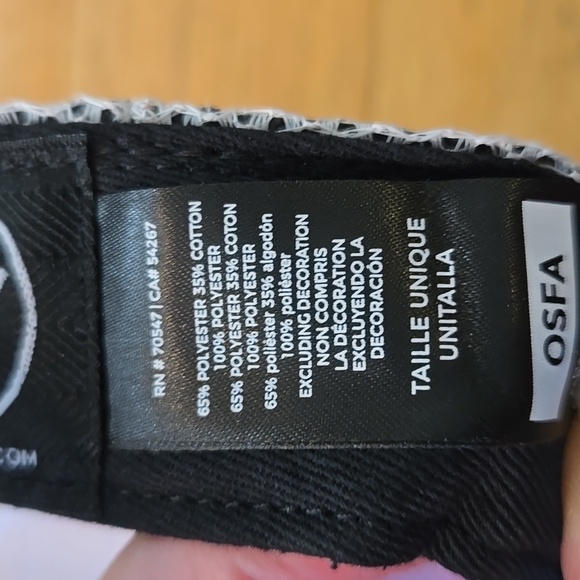 RN # 70547 | CA# 54267
65% POLYESTER 35% COTTON
100% POLYESTER
65% POLYESTER 35% COTON
100% POLYESTER
65% poliéster 35% algodón
100% poliéster
EXCLUDING DECORATION
NON COMPRIS
LA DÉCORATION
EXCLUYENDO LA
DECORACIÓN
TAILLE UNIQUE
UNITALLA
OSFA
.COM